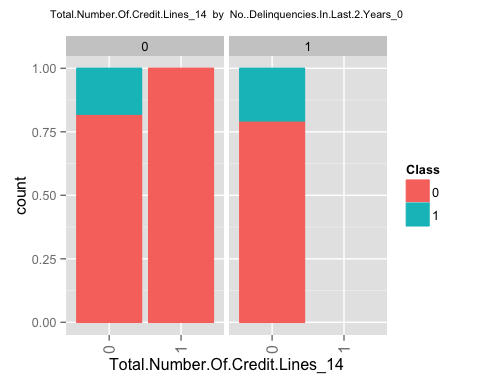 Total.Number.Of.Credit.Lines_14 by No..Delinquencies.In.Last.2.Years_0
0 1
1.00
0.75
0.50
0.25
0.00
count
0 1 0 1
Total.Number.Of.Credit.Lines_14
Class
0
1